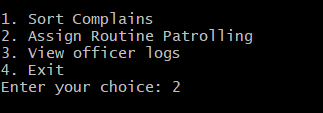 1. Sort Complains
2. Assign Routine Patrolling
3. View officer logs
4. Exit
Enter your choice: 2